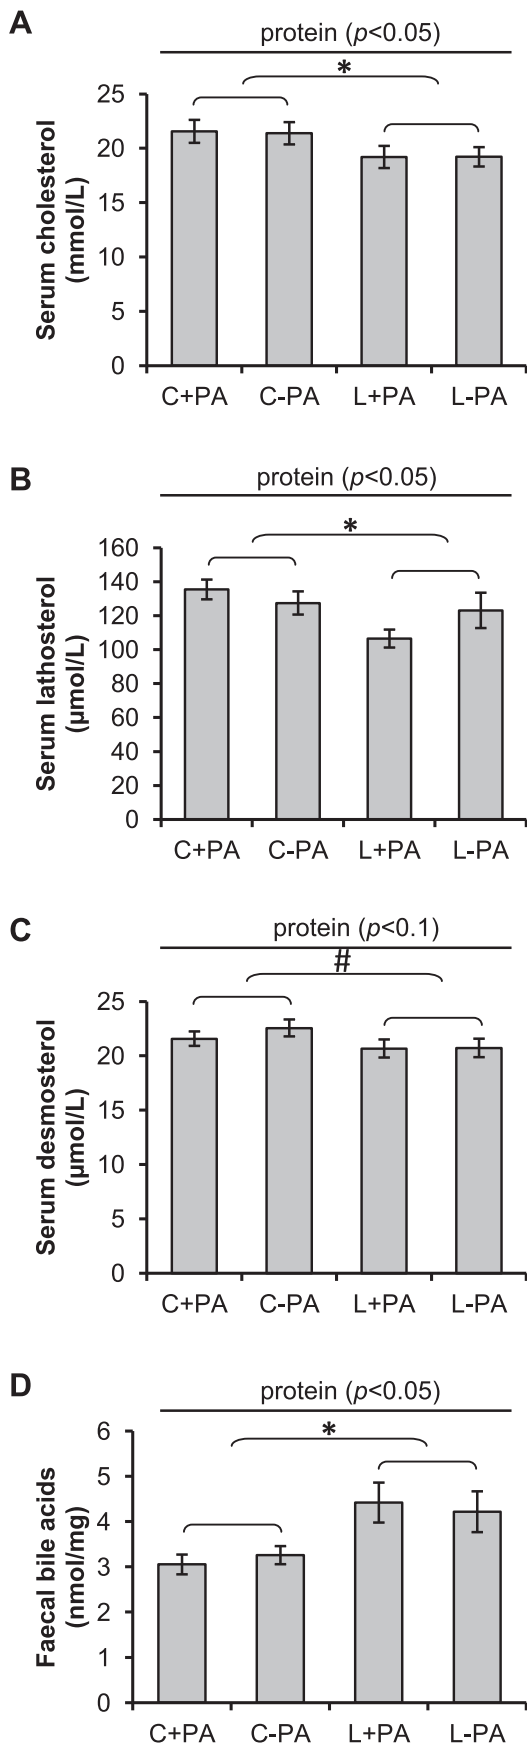 A
protein (p<0.05)
*
Serum cholesterol
(mmol/L)
25
20
15
10
5
0
C+PA C-PA L+PA L-PA
B
protein (p<0.05)
*
Serum lathosterol
(µmol/L)
160
140
120
100
80
60
40
20
0
C+PA C-PA L+PA L-PA
C
protein (p<0.1)
#
Serum desmosterol
(µmol/L)
25
20
15
10
5
0
C+PA C-PA L+PA L-PA
D
protein (p<0.05)
*
Faecal bile acids
(nmol/mg)
6
5
4
3
2
1
0
C+PA C-PA L+PA L-PA